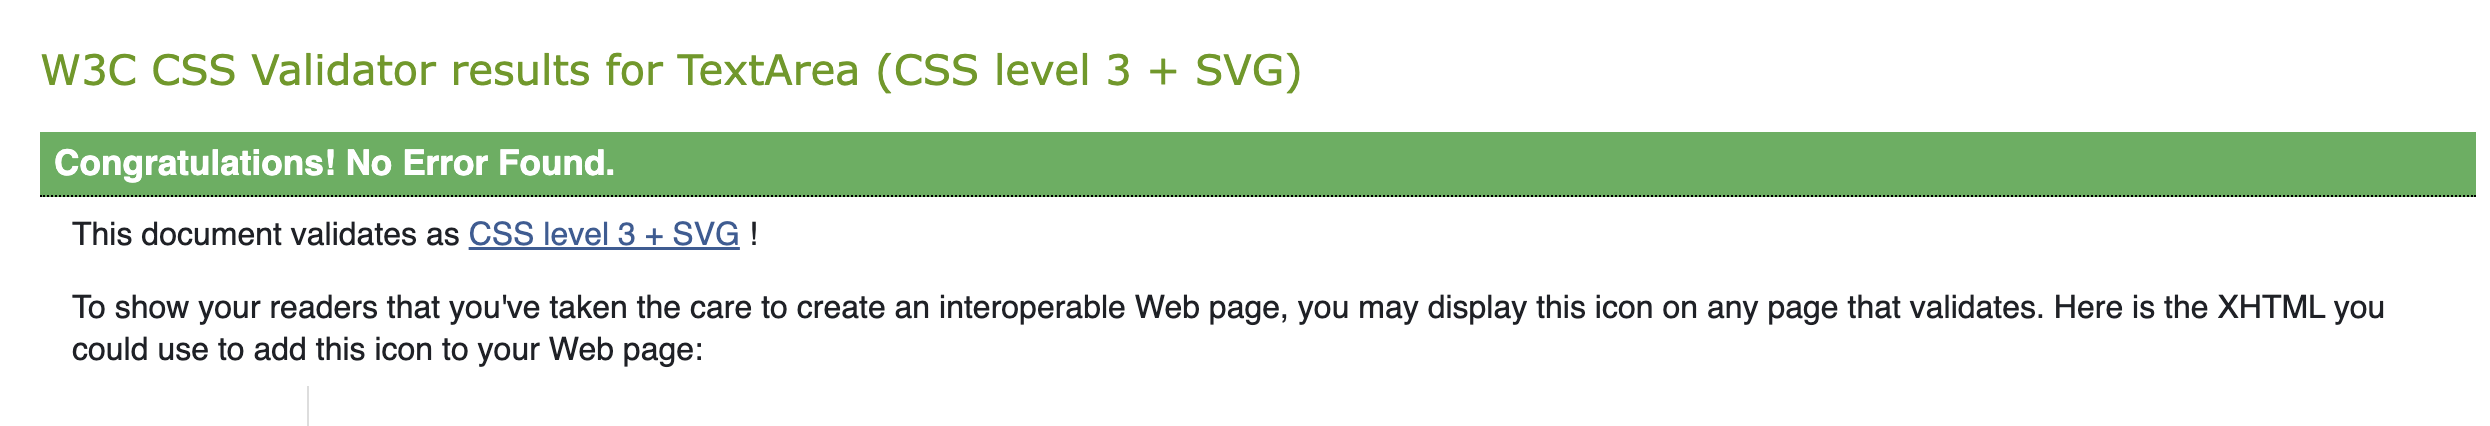 W3C CSS Validator results for TextArea (CSS level 3 + SVG)
Congratulations! No Error Found.
This document validates as CSS level 3 + SVG !
To show your readers that you've taken the care to create an interoperable Web page, you may display this icon on any page that validates. Here is the XHTML you
could use to add this icon to your Web page: